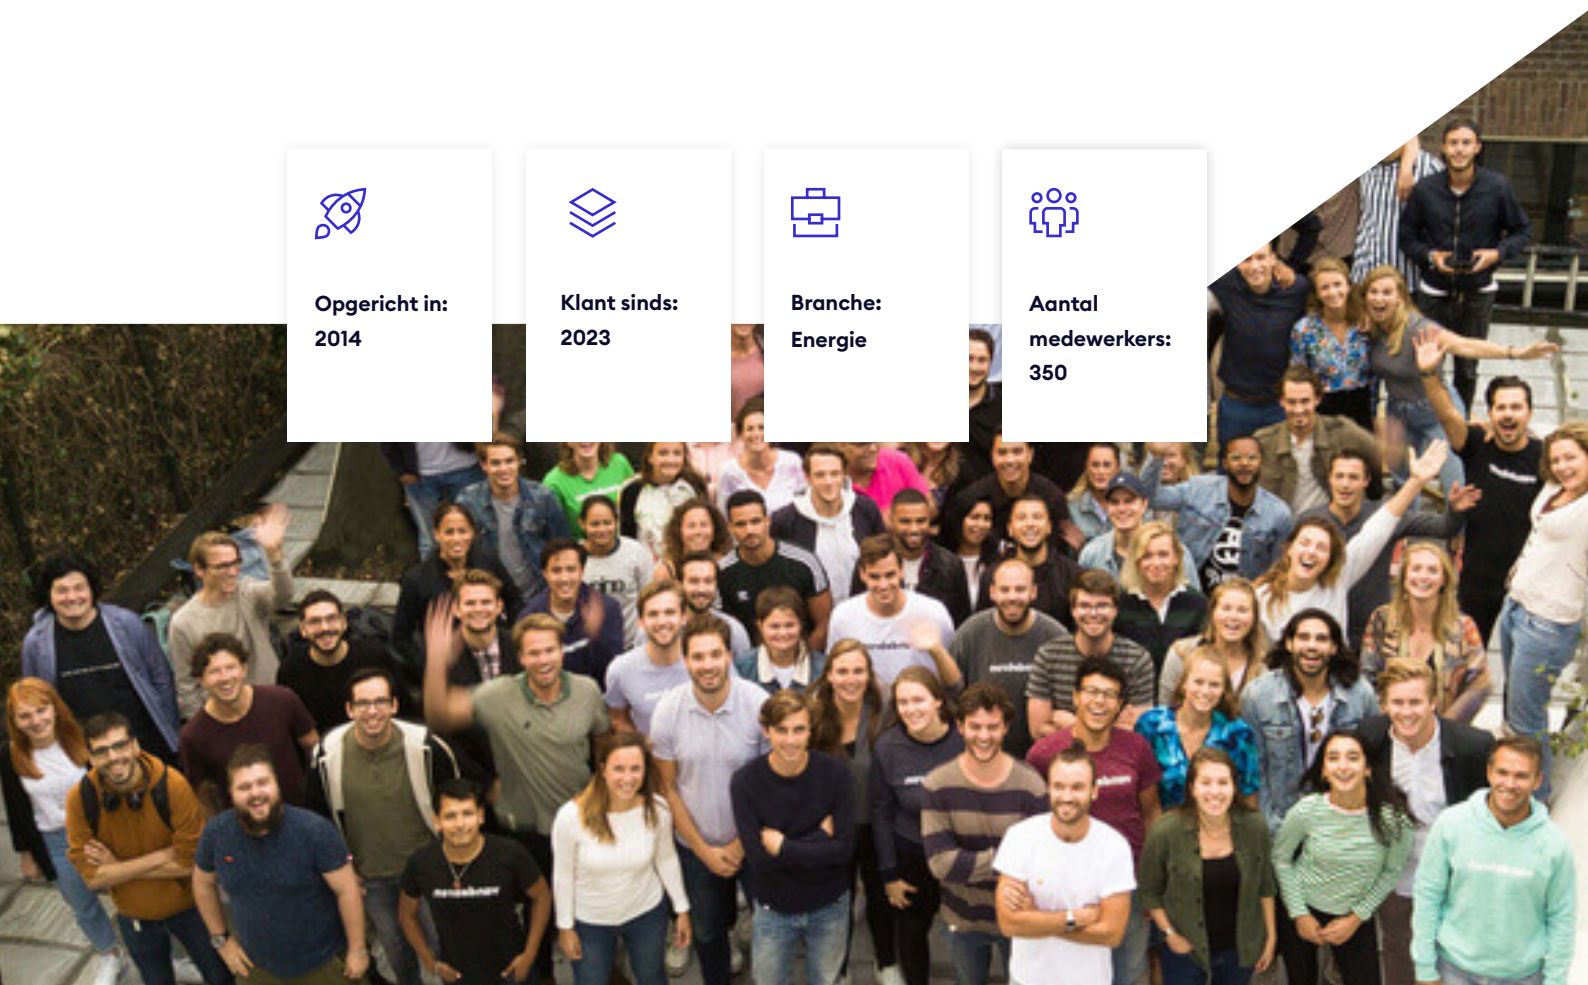 Opgericht in:
2014
Klant sinds:
2023
Branche:
Energie
Aantal
medewerkers:
350